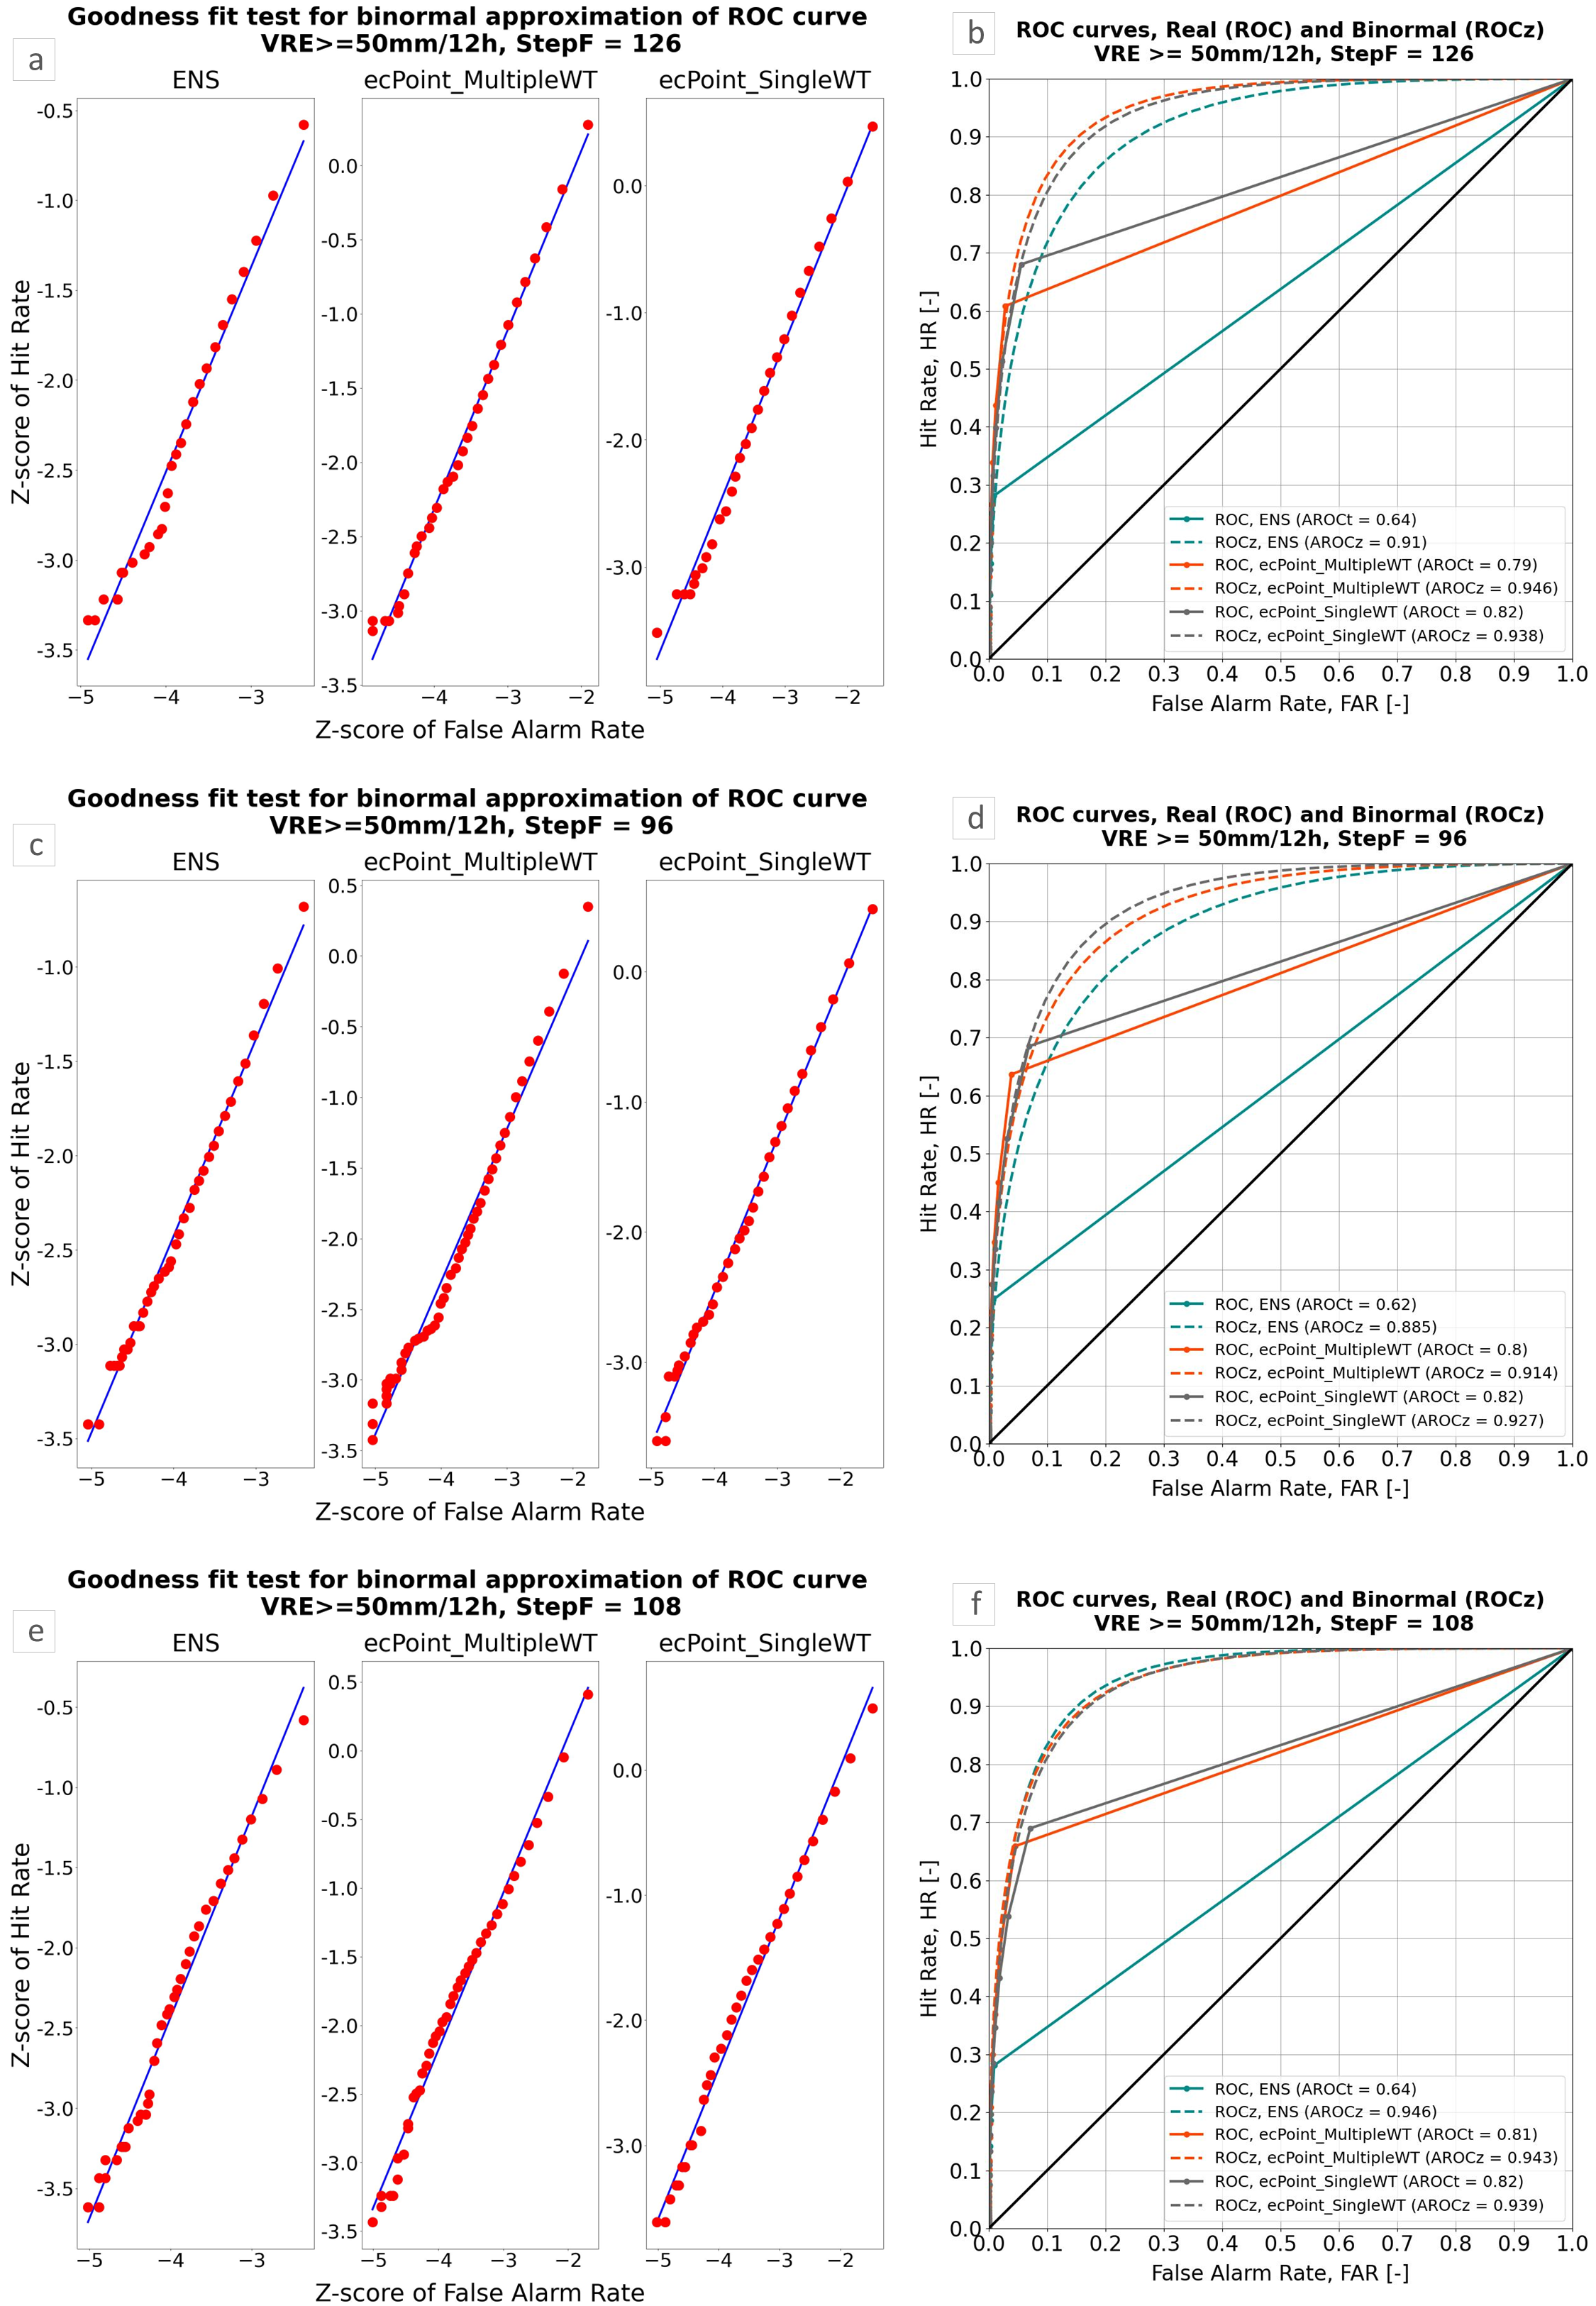 a
Goodness fit test for binormal approximation of ROC curve
VRE>=50mm/12h, StepF = 126
ENS
ecPoint_MultipleWT
ecPoint_SingleWT
Z-score of Hit Rate
-0.5
-1.0
-1.5
-2.0
-2.5
-3.0
-3.5
−5 −4 −3
0.0
-0.5
-1.0
-1.5
-2.0
-2.5
-3.0
-3.5
−4 −3 −2
0.0
-1.0
-2.0
-3.0
−5 −4 −3 −2
Z-score of False Alarm Rate
b
ROC curves, Real (ROC) and Binormal (ROCz)
VRE >= 50mm/12h, StepF = 126
Hit Rate, HR [-]
1.0
0.9
0.8
0.7
0.6
0.5
0.4
0.3
0.2
0.1
0.0
ROC, ENS (AROCt = 0.64)
ROCz, ENS (AROCz = 0.91)
ROC, ecPoint_MultipleWT (AROCt = 0.79)
ROCz, ecPoint_MultipleWT (AROCz = 0.946)
ROC, ecPoint_SingleWT (AROCt = 0.82)
ROCz, ecPoint_SingleWT (AROCz = 0.938)
0.0 0.1 0.2 0.3 0.4 0.5 0.6 0.7 0.8 0.9 1.0
False Alarm Rate, FAR [-]
c
Goodness fit test for binormal approximation of ROC curve
VRE>=50mm/12h, StepF = 96
ENS
ecPoint_MultipleWT
ecPoint_SingleWT
Z-score of Hit Rate
-1.0
-1.5
-2.0
-2.5
-3.0
-3.5
−5 −4 −3
0.5
0.0
-0.5
-1.0
-1.5
-2.0
-2.5
-3.0
-3.5
−5 −4 −3 −2
0.0
-1.0
-2.0
-3.0
−5 −4 −3 −2
Z-score of False Alarm Rate
d
ROC curves, Real (ROC) and Binormal (ROCz)
VRE >= 50mm/12h, StepF = 96
Hit Rate, HR [-]
1.0
0.9
0.8
0.7
0.6
0.5
0.4
0.3
0.2
0.1
0.0
ROC, ENS (AROCt = 0.62)
ROCz, ENS (AROCz = 0.885)
ROC, ecPoint_MultipleWT (AROCt = 0.8)
ROCz, ecPoint_MultipleWT (AROCz = 0.914)
ROC, ecPoint_SingleWT (AROCt = 0.82)
ROCz, ecPoint_SingleWT (AROCz = 0.927)
0.0 0.1 0.2 0.3 0.4 0.5 0.6 0.7 0.8 0.9 1.0
False Alarm Rate, FAR [-]
e
Goodness fit test for binormal approximation of ROC curve
VRE>=50mm/12h, StepF = 108
ENS
ecPoint_MultipleWT
ecPoint_SingleWT
Z-score of Hit Rate
-0.5
-1.0
-1.5
-2.0
-2.5
-3.0
-3.5
−5 −4 −3
0.5
0.0
-0.5
-1.0
-1.5
-2.0
-2.5
-3.0
-3.5
−5 −4 −3 −2
0.0
-1.0
-2.0
-3.0
−5 −4 −3 −2
Z-score of False Alarm Rate
f
ROC curves, Real (ROC) and Binormal (ROCz)
VRE >= 50mm/12h, StepF = 108
Hit Rate, HR [-]
1.0
0.9
0.8
0.7
0.6
0.5
0.4
0.3
0.2
0.1
0.0
ROC, ENS (AROCt = 0.64)
ROCz, ENS (AROCz = 0.946)
ROC, ecPoint_MultipleWT (AROCt = 0.81)
ROCz, ecPoint_MultipleWT (AROCz = 0.943)
ROC, ecPoint_SingleWT (AROCt = 0.82)
ROCz, ecPoint_SingleWT (AROCz = 0.939)
0.0 0.1 0.2 0.3 0.4 0.5 0.6 0.7 0.8 0.9 1.0
False Alarm Rate, FAR [-]